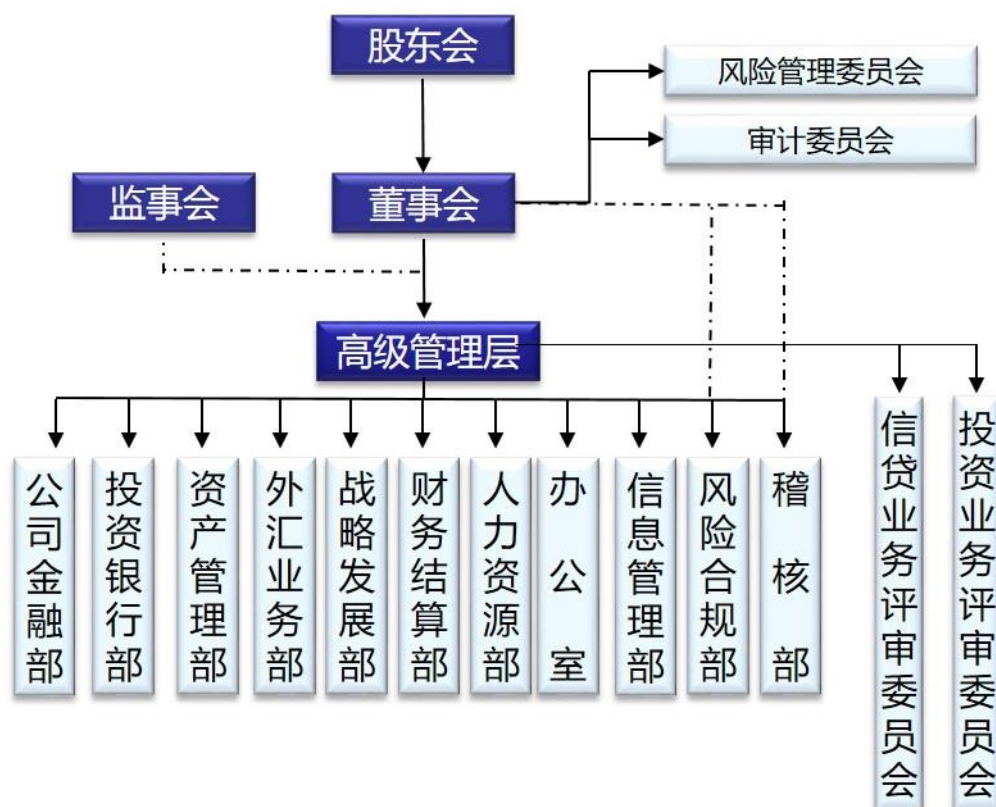 股东会
风险管理委员会
审计委员会
监事会
董事会
高级管理层
公司金融部
投资银行部
资产管理部
外汇业务部
战略发展部
财务结算部
人力资源部
办公室
信息管理部
风险合规部
稽核部
信贷业务评审委员会
投资业务评审委员会